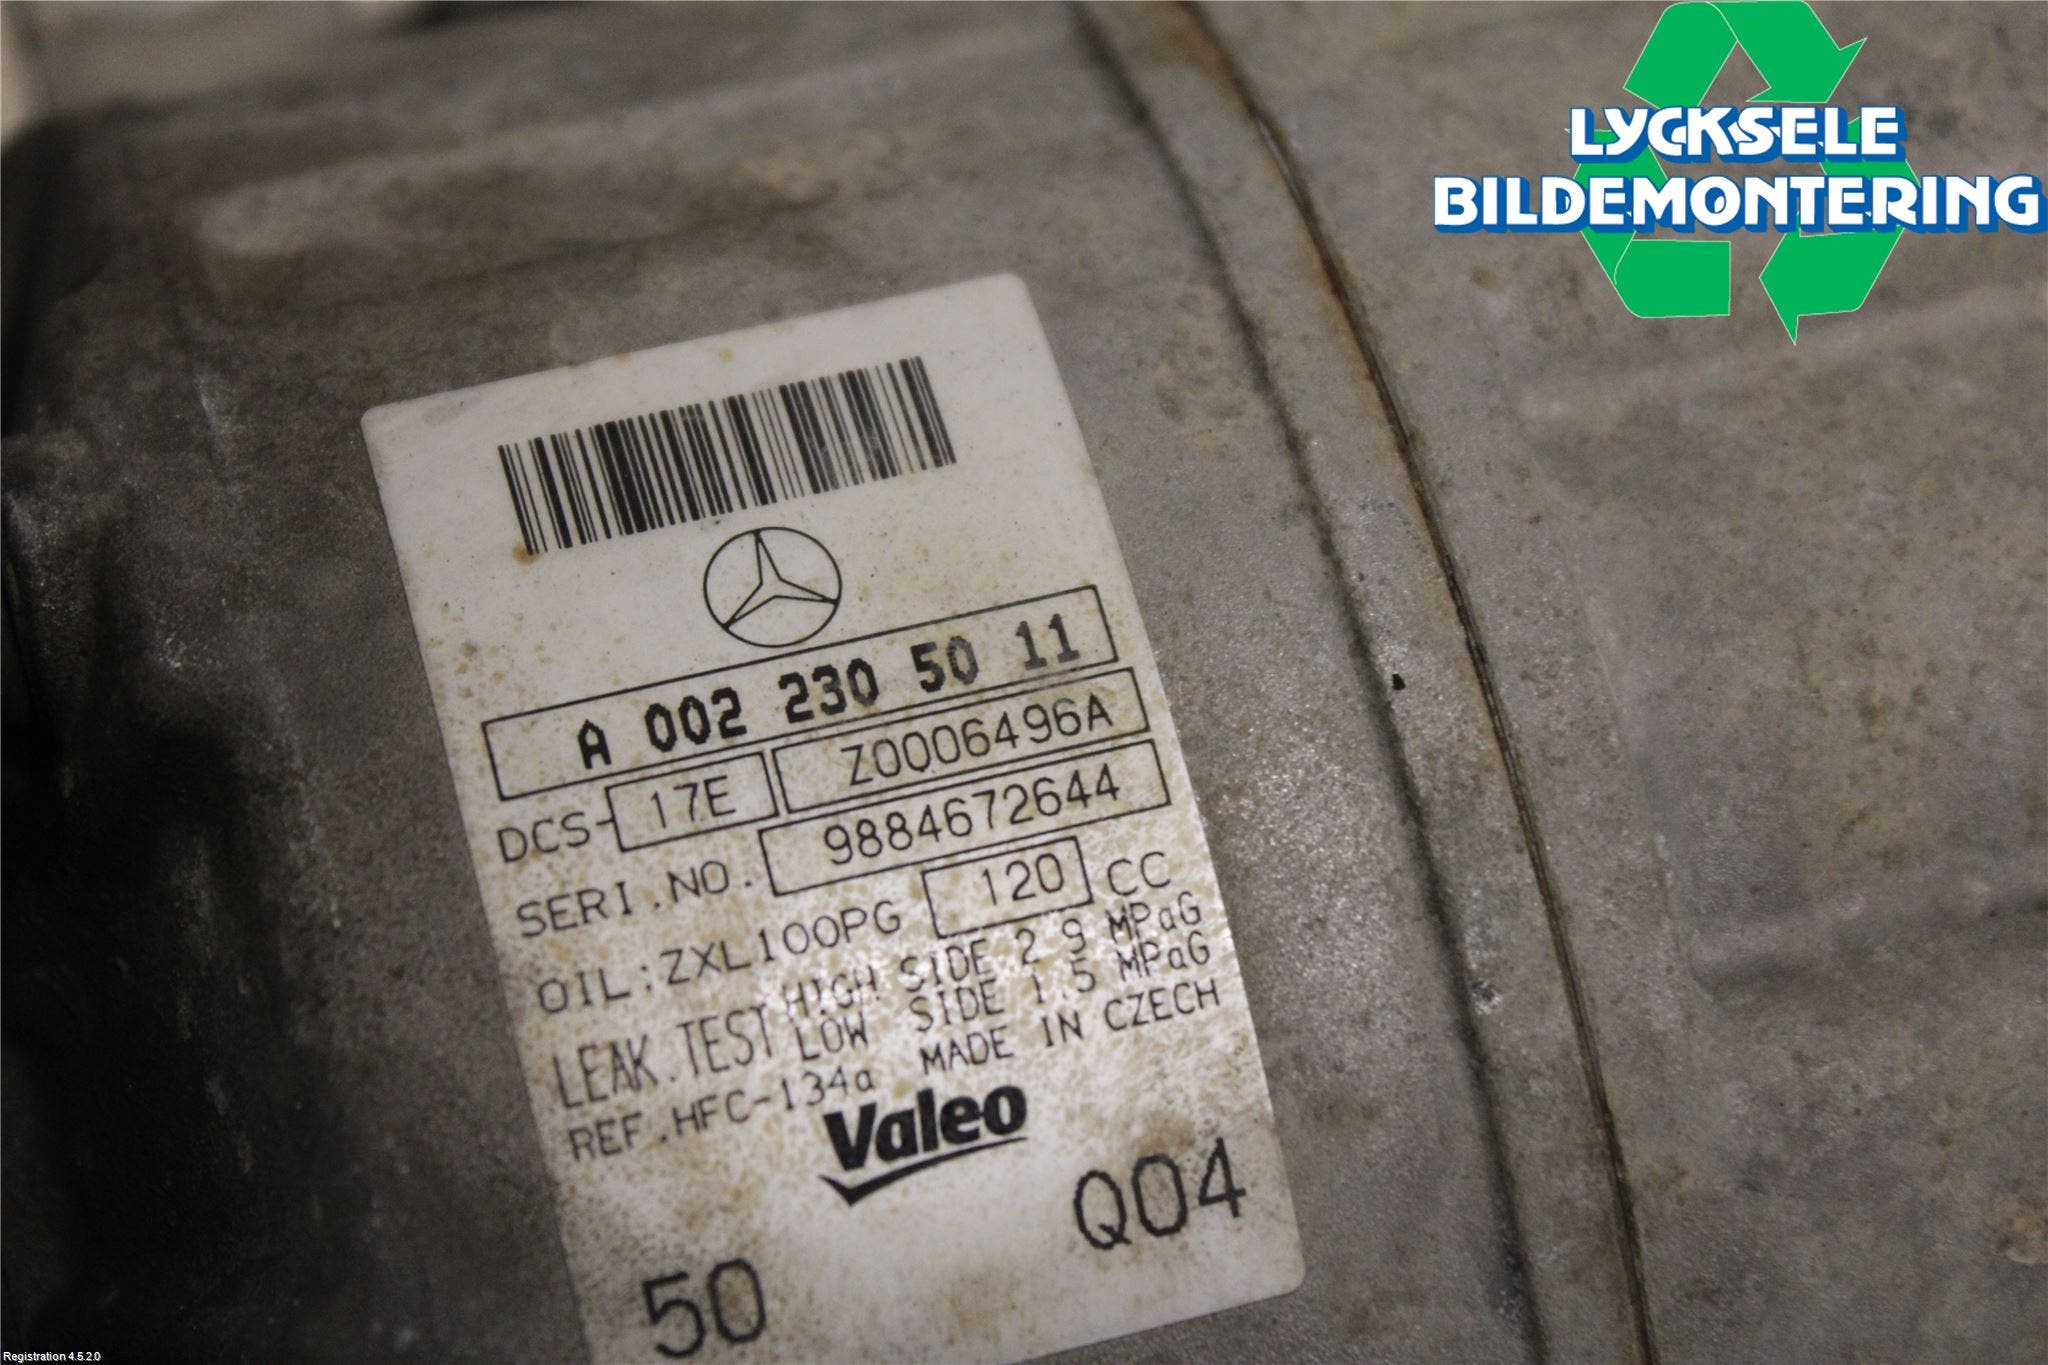 LYCKSELE
BILDEMONTERING
A 002 230 50 11
DCS- 17E Z0006496A
SERI.NO. 9884672644
OIL:ZXL100PG 120 CC
LEAK.TEST HIGH SIDE 2 9 MPaG
LOW SIDE 1.5 MPaG
REF.HFC-134a MADE IN CZECH
Valeo
50 Q04
Registration 4.5.2.0